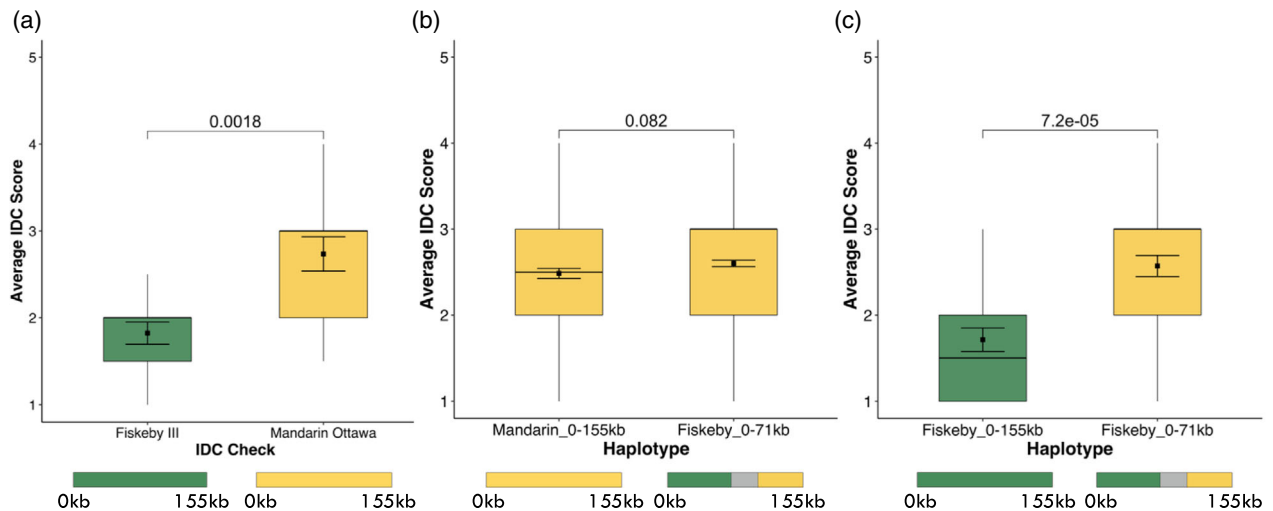 (a)
Average IDC Score
5
4
3
2
1
0.0018
Fiskeby III Mandarin Ottawa
IDC Check
0kb 155kb 0kb 155kb
(b)
Average IDC Score
5
4
3
2
1
0.082
Mandarin_0-155kb Fiskeby_0-71kb
Haplotype
0kb 155kb 0kb 155kb
(c)
Average IDC Score
5
4
3
2
1
7.2e-05
Fiskeby_0-155kb Fiskeby_0-71kb
Haplotype
0kb 155kb 0kb 155kb